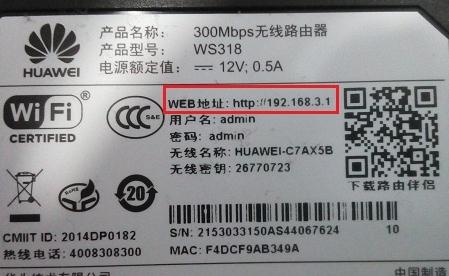 HUAWEI
产品名称: 300Mbps无线路由器
产品型号: WS318
电源额定值: 12V; 0.5A
WiFi
CERTIFIED
CCC S&E
WEB地址: http://192.168.3.1
用户名: admin
密码: admin
无线名称: HUAWEI-C7AX5B
无线密钥: 26770723
下载路由伴侣
20
CMIIT ID: 2014DP0182
热线电话: 4008308300
S/N: 2153033150AS44067624 10
MAC: F4DCF9AB349A
中国制造